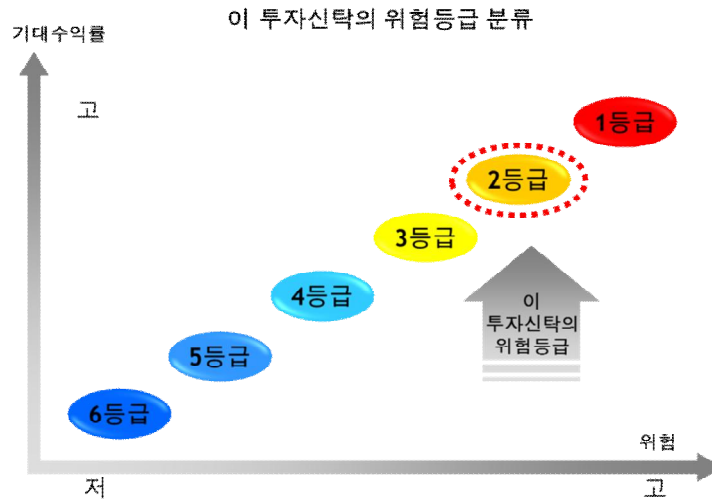 이 투자신탁의 위험등급 분류
기대수익률
고
1등급
2등급
3등급
4등급
이
투자신탁의
위험등급
5등급
6등급
위험
저
고